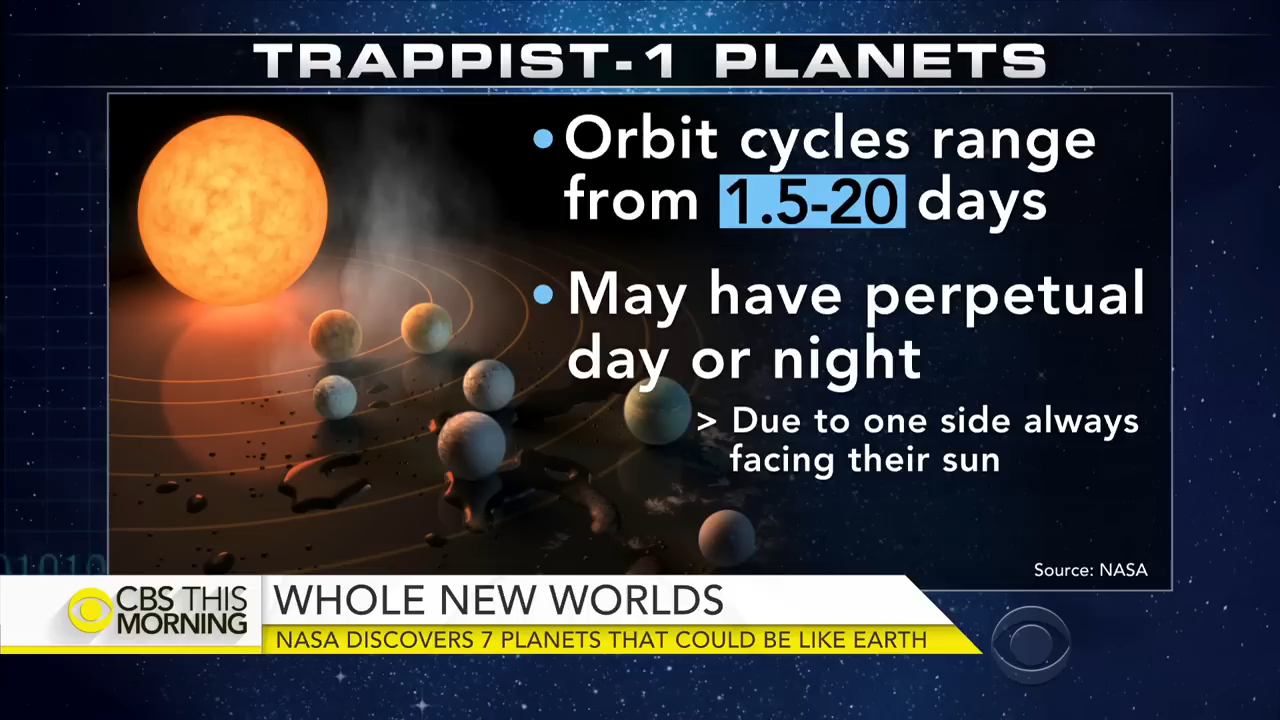 TRAPPIST-1 PLANETS
•Orbit cycles range
from 1.5-20 days
•May have perpetual
day or night
> Due to one side always
facing their sun
Source: NASA
01010
CBS THIS
MORNING
WHOLE NEW WORLDS
NASA DISCOVERS 7 PLANETS THAT COULD BE LIKE EARTH